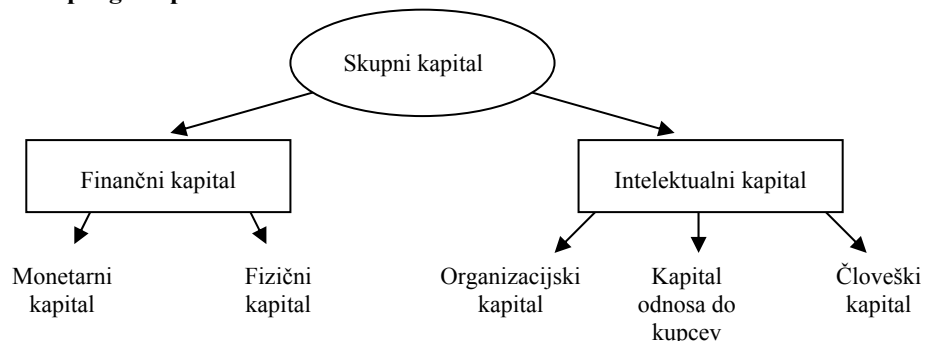 Skupni kapital
Finančni kapital
Intelektualni kapital
Monetarni
kapital
Fizični
kapital
Organizacijski
kapital
Kapital
odnosa do
kupcev
Človeški
kapital